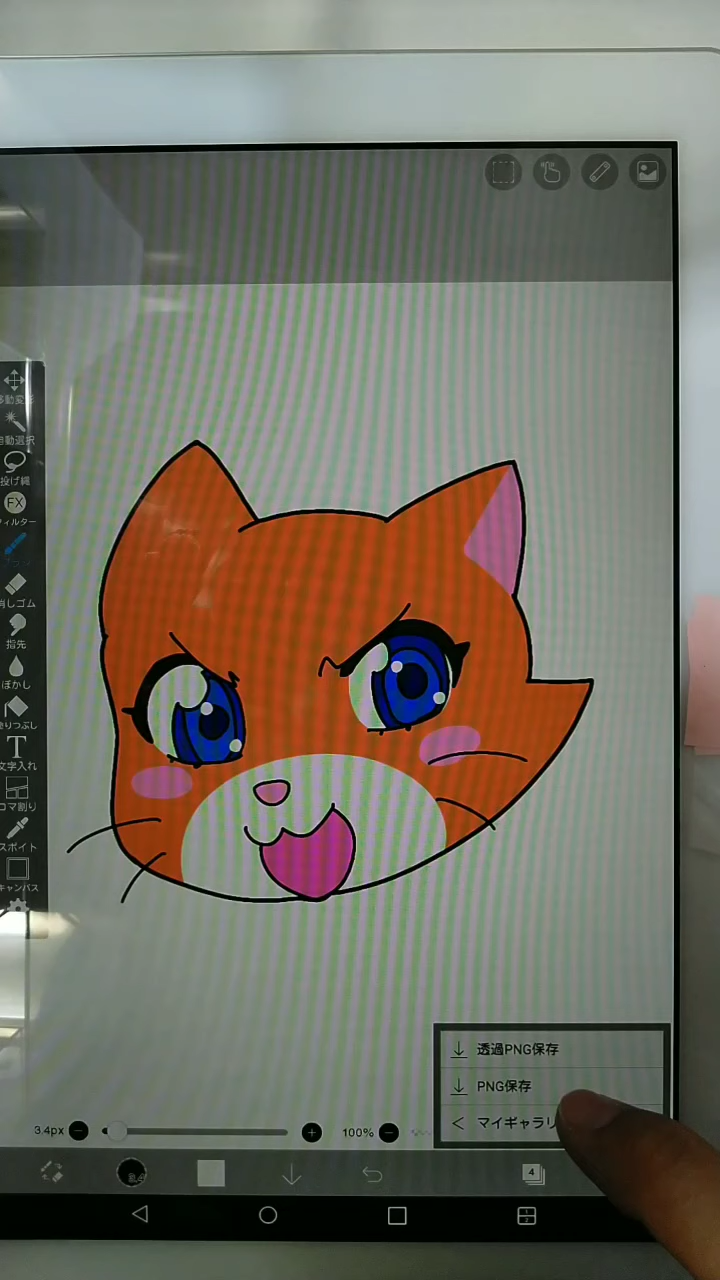 移動変形
自動選択
投げ縄
FX
フィルター
消しゴム
指先
ぼかし
塗りつぶし
T
文字入れ
コマ割り
スポイト
キャンバス
透過PNG保存
PNG保存
マイギャラリ
3.4px
100%
4